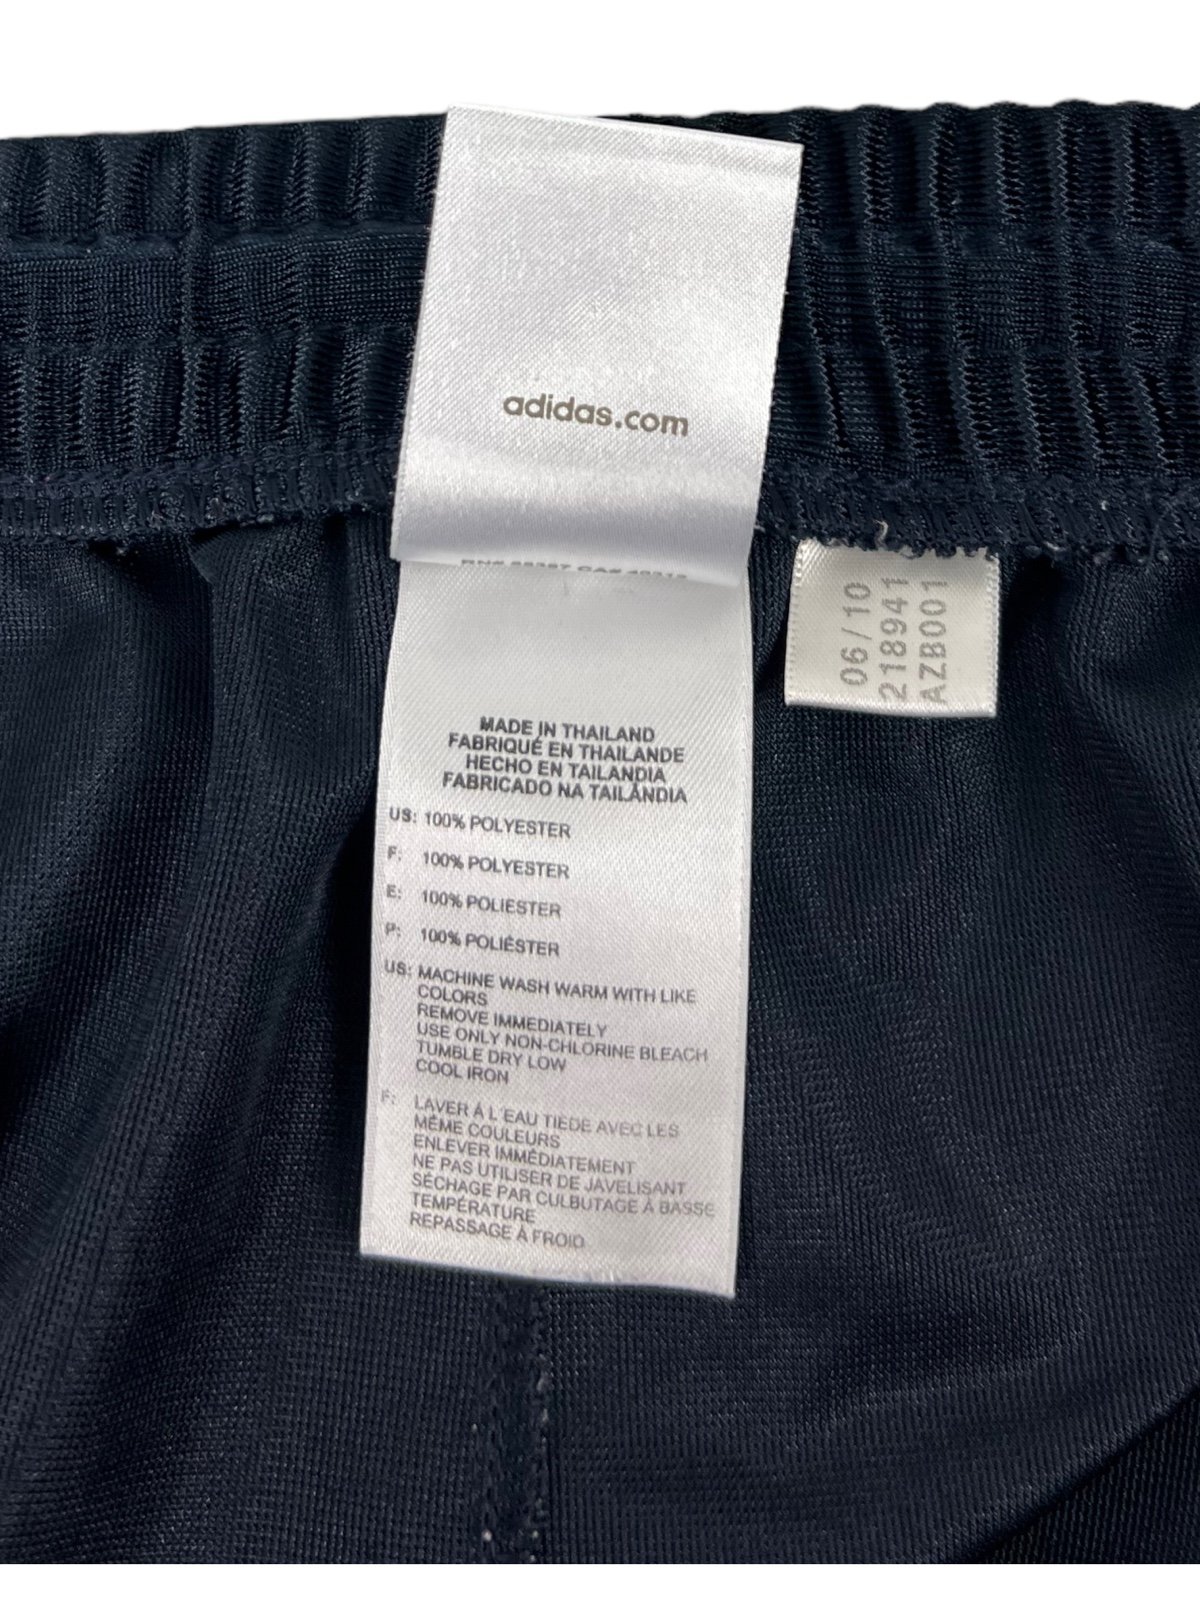 adidas.com
MADE IN THAILAND
FABRIQUÉ EN THAILANDE
HECHO EN TAILANDIA
FABRICADO NA TAILÂNDIA
US: 100% POLYESTER
F: 100% POLYESTER
E: 100% POLIESTER
P: 100% POLIÉSTER
US: MACHINE WASH WARM WITH LIKE
COLORS
REMOVE IMMEDIATELY
USE ONLY NON-CHLORINE BLEACH
TUMBLE DRY LOW
COOL IRON
F: LAVER À L'EAU TIÈDE AVEC LES
MÊME COULEURS
ENLEVER IMMÉDIATEMENT
NE PAS UTILISER DE JAVELISANT
SÉCHAGE PAR CULBUTAGE À BASSE
TEMPÉRATURE
REPASSAGE À FROID
06/10
218941
AZB001